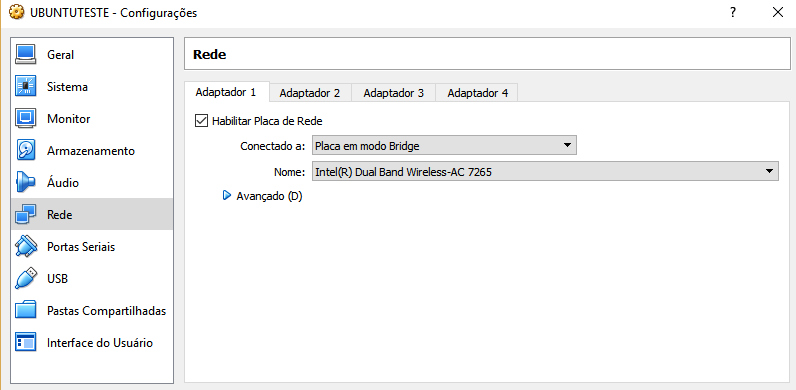 UBUNTUTESTE - Configurações
?
Geral
Sistema
Monitor
Armazenamento
Áudio
Rede
Portas Seriais
USB
Pastas Compartilhadas
Interface do Usuário
Rede
Adaptador 1 Adaptador 2 Adaptador 3 Adaptador 4
Habilitar Placa de Rede
Conectado a: Placa em modo Bridge
Nome: Intel(R) Dual Band Wireless-AC 7265
Avançado (D)